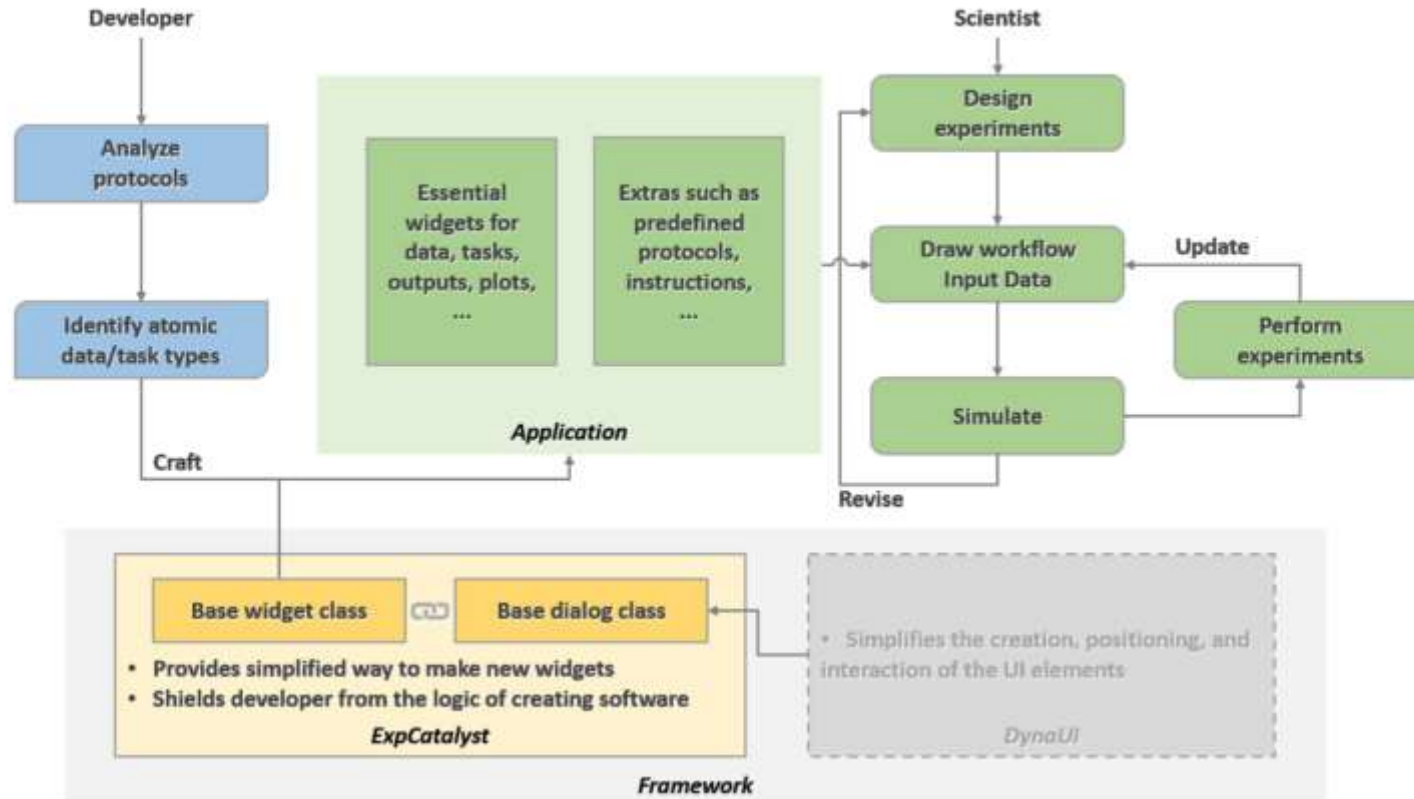 Developer
Analyze
protocols
Identify atomic
data/task types
Craft
Essential
widgets for
data, tasks,
outputs, plots,
...
Extras such as
predefined
protocols,
instructions,
...
Application
Scientist
Design
experiments
Draw workflow
Input Data
Update
Perform
experiments
Simulate
Revise
Base widget class
Base dialog class
• Provides simplified way to make new widgets
• Shields developer from the logic of creating software
ExpCatalyst
• Simplifies the creation, positioning, and
interaction of the UI elements
DynaUI
Framework